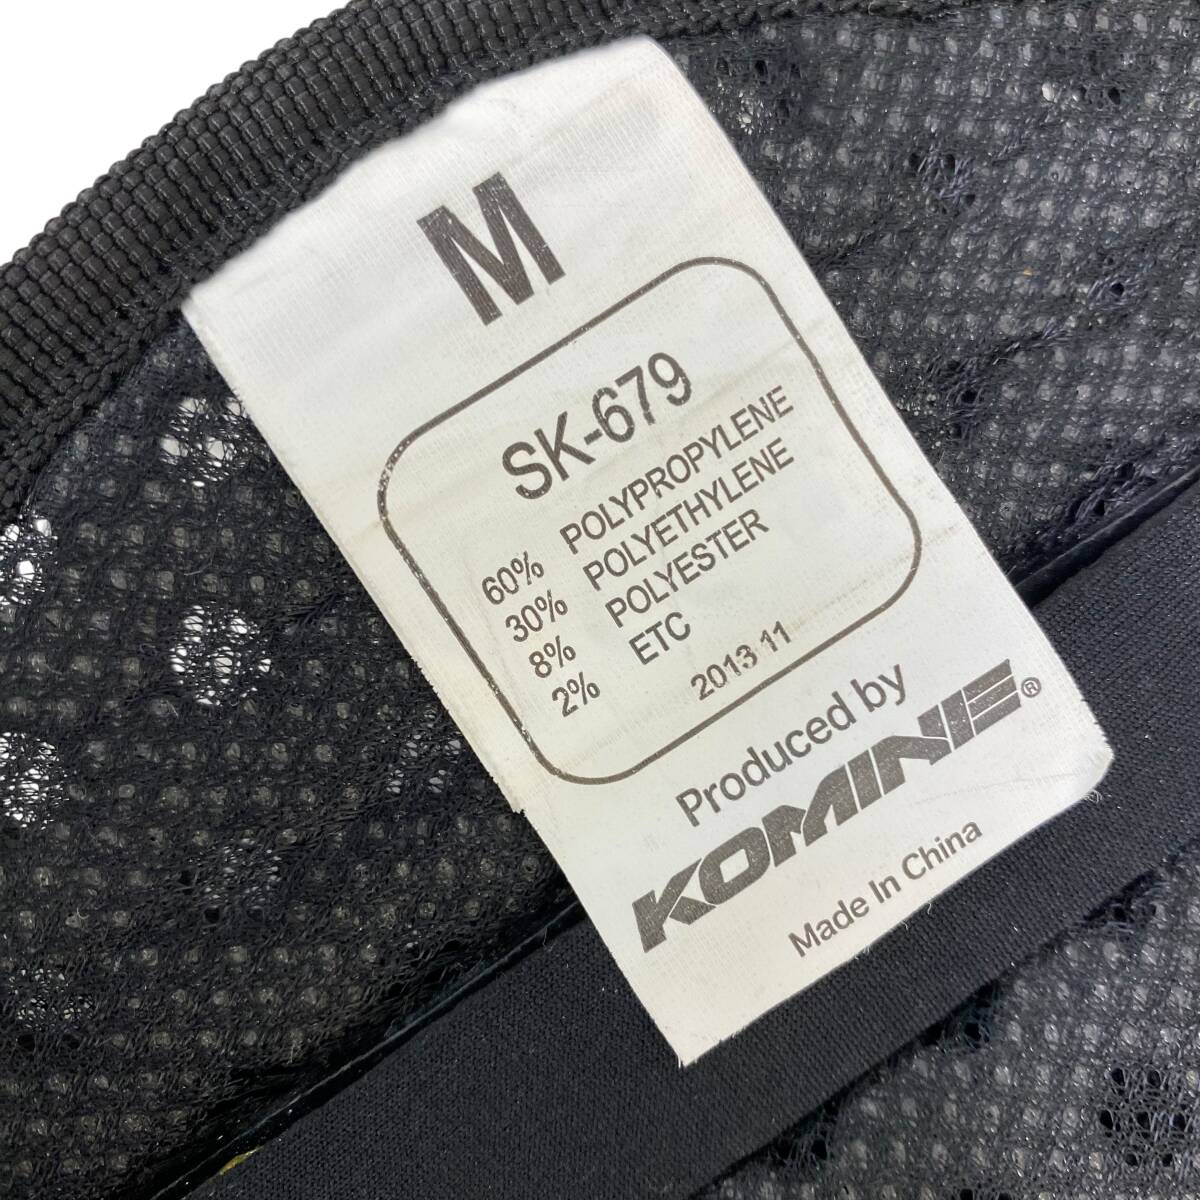 M
SK-679
60% POLYPROPYLENE
30% POLYETHYLENE
8% POLYESTER
2% ETC
2013 11
Produced by
KOMINE®
Made In China